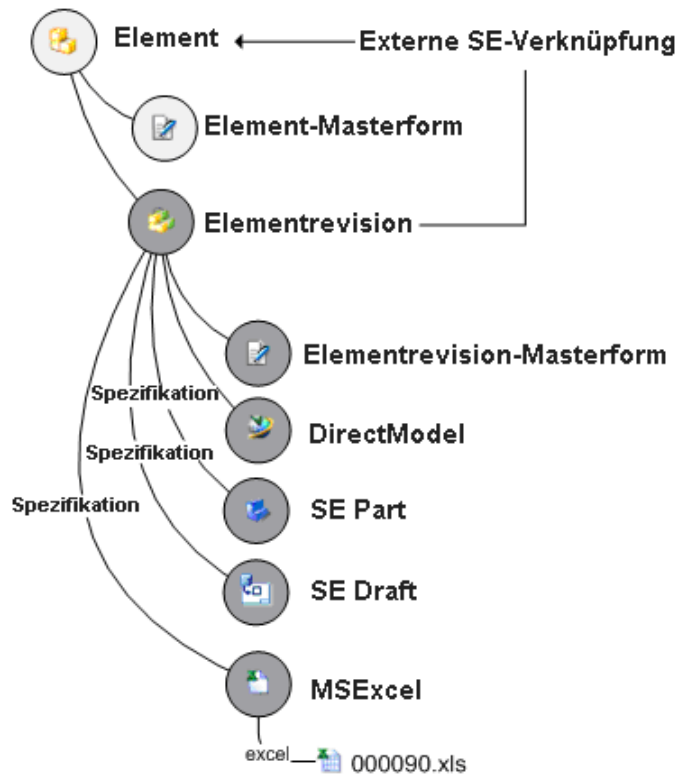 Element
Externe SE-Verknüpfung
Element-Masterform
Elementrevision
Elementrevision-Masterform
Spezifikation
DirectModel
Spezifikation
Spezifikation
SE Part
SE Draft
MSExcel
excel
000090.xls